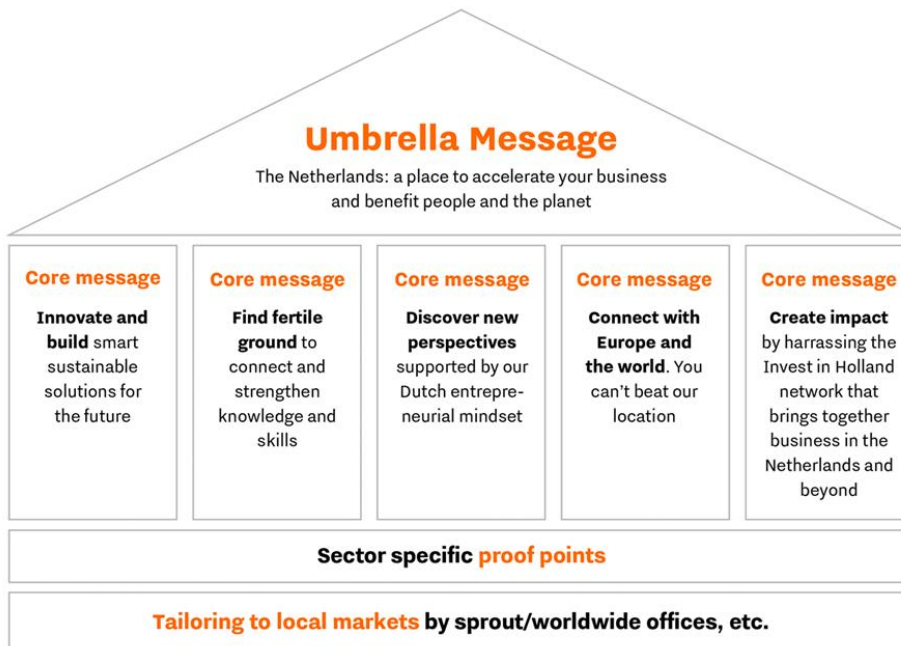 Umbrella Message
The Netherlands: a place to accelerate your business
and benefit people and the planet
Core message
Innovate and
build smart
sustainable
solutions for
the future
Core message
Find fertile
ground to
connect and
strengthen
knowledge and
skills
Core message
Discover new
perspectives
supported by our
Dutch entrepre-
neurial mindset
Core message
Connect with
Europe and
the world. You
can't beat our
location
Core message
Create impact
by harrassing the
Invest in Holland
network that
brings together
business in the
Netherlands and
beyond
Sector specific proof points
Tailoring to local markets by sprout/worldwide offices, etc.